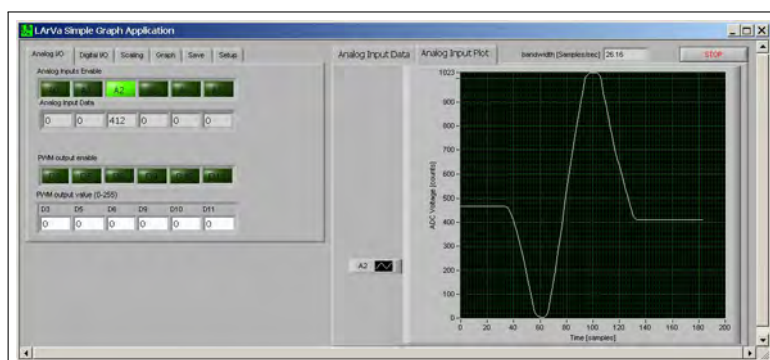 LArVa Simple Graph Application
Analog I/O Digital I/O Scaling Graph Save Setup
Analog Inputs Enable
A2
Analog Input Data
0 0 412 0 0 0
PWM output enable
PWM output value (0-255)
D3 D5 D6 D9 D10 D11
0 0 0 0 0 0
Analog Input Data Analog Input Plot
bandwidth [Samples/sec] 26.16
STOP
A2
ADC Voltage [counts]
1023
900
800
700
600
500
400
300
200
100
0
0 20 40 60 80 100 120 140 160 180 200
Time [samples]